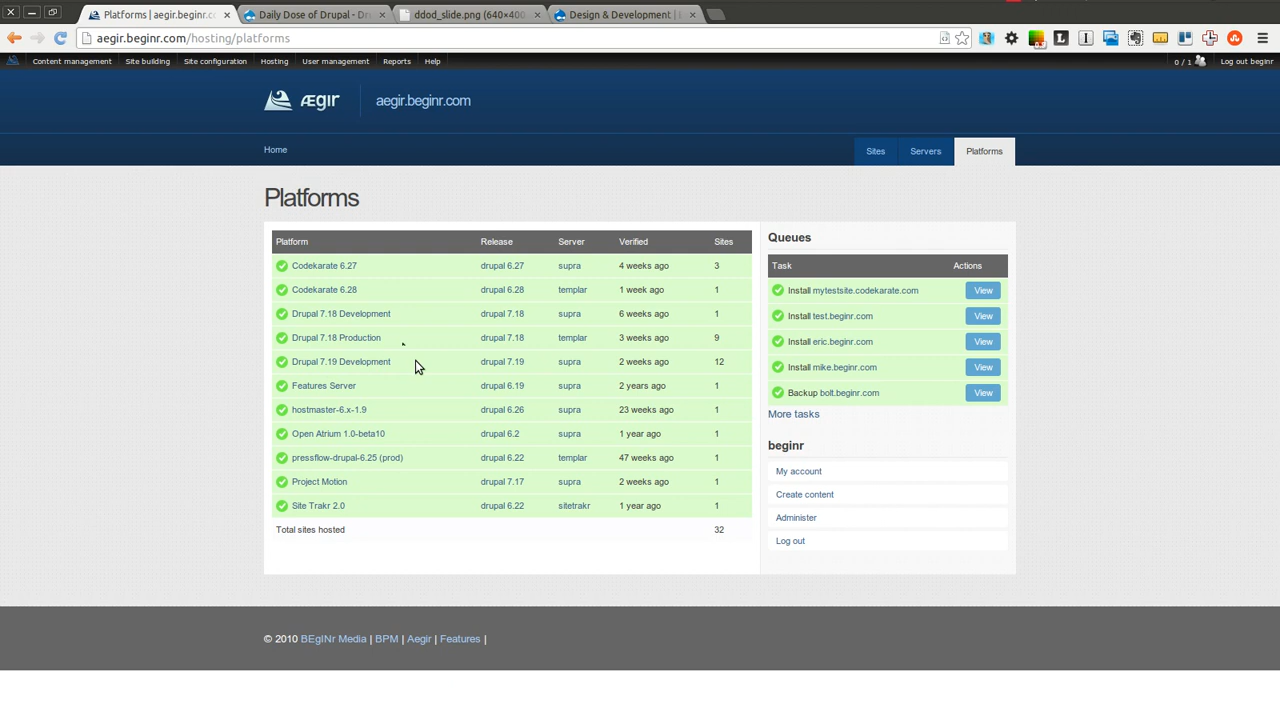 Platforms | aegir.beginr.co
Daily Dose of Drupal - Dr
ddod_slide.png (640×400
Design & Development |
aegir.beginr.com/hosting/platforms
Content management Site building Site configuration Hosting User management Reports Help 0 / 1 Log out beginr
ÆGIR aegir.beginr.com
Home Sites Servers Platforms
Platforms
Platform Release Server Verified Sites
Codekarate 6.27 drupal 6.27 supra 4 weeks ago 3
Codekarate 6.28 drupal 6.28 templar 1 week ago 1
Drupal 7.18 Development drupal 7.18 supra 6 weeks ago 1
Drupal 7.18 Production drupal 7.18 templar 3 weeks ago 9
Drupal 7.19 Development drupal 7.19 supra 2 weeks ago 12
Features Server drupal 6.19 supra 2 years ago 1
hostmaster-6.x-1.9 drupal 6.26 supra 23 weeks ago 1
Open Atrium 1.0-beta10 drupal 6.2 supra 1 year ago 1
pressflow-drupal-6.25 (prod) drupal 6.22 templar 47 weeks ago 1
Project Motion drupal 7.17 supra 2 weeks ago 1
Site Trakr 2.0 drupal 6.22 sitetrakr 1 year ago 1
Total sites hosted 32
Queues
Task Actions
Install mytestsite.codekarate.com View
Install test.beginr.com View
Install eric.beginr.com View
Install mike.beginr.com View
Backup bolt.beginr.com View
More tasks
beginr
My account
Create content
Administer
Log out
© 2010 BEgINr Media | BPM | Aegir | Features |